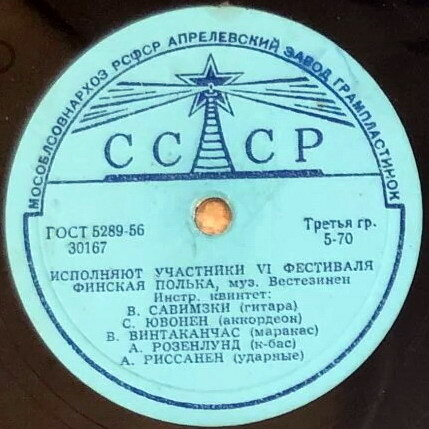 МОСОБЛСОВНАРХОЗ РСФСР АПРЕЛЕВСКИЙ ЗАВОД ГРАМПЛАСТИНОК
СССР
ГОСТ 5289-56
30167
Третья гр.
5-70
ИСПОЛНЯЮТ УЧАСТНИКИ VI ФЕСТИВАЛЯ
ФИНСКАЯ ПОЛЬКА, муз. Вестезинен
Инстр. квинтет:
В. САВИМЗКИ (гитара)
С. ЮВОНЕН (аккордеон)
В. ВИНТАКАНЧАС (маракас)
А. РОЗЕНЛУНД (к-бас)
А. РИССАНЕН (ударные)